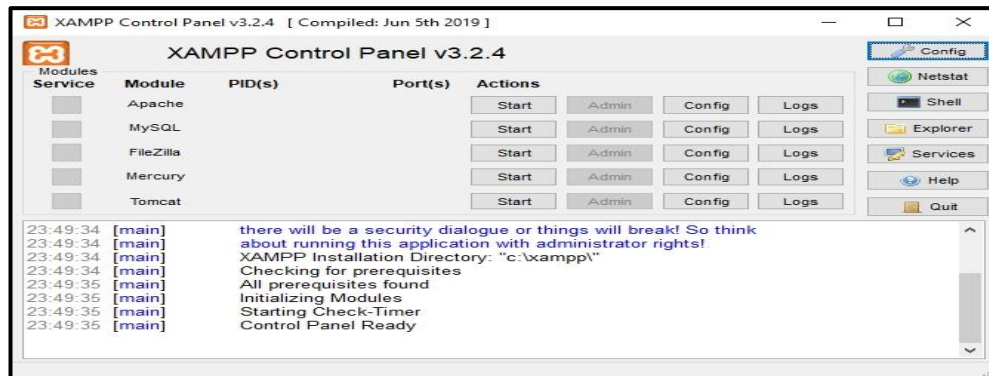 XAMPP Control Panel v3.2.4 [ Compiled: Jun 5th 2019 ]
XAMPP Control Panel v3.2.4
Config
Modules
Service Module PID(s) Port(s) Actions
Netstat
Apache Start Admin Config Logs
Shell
MySQL Start Admin Config Logs
Explorer
FileZilla Start Admin Config Logs
Services
Mercury Start Admin Config Logs
Help
Tomcat Start Admin Config Logs
Quit
23:49:34 [main] there will be a security dialogue or things will break! So think
23:49:34 [main] about running this application with administrator rights!
23:49:34 [main] XAMPP Installation Directory: "c:\xampp\"
23:49:34 [main] Checking for prerequisites
23:49:35 [main] All prerequisites found
23:49:35 [main] Initializing Modules
23:49:35 [main] Starting Check-Timer
23:49:35 [main] Control Panel Ready